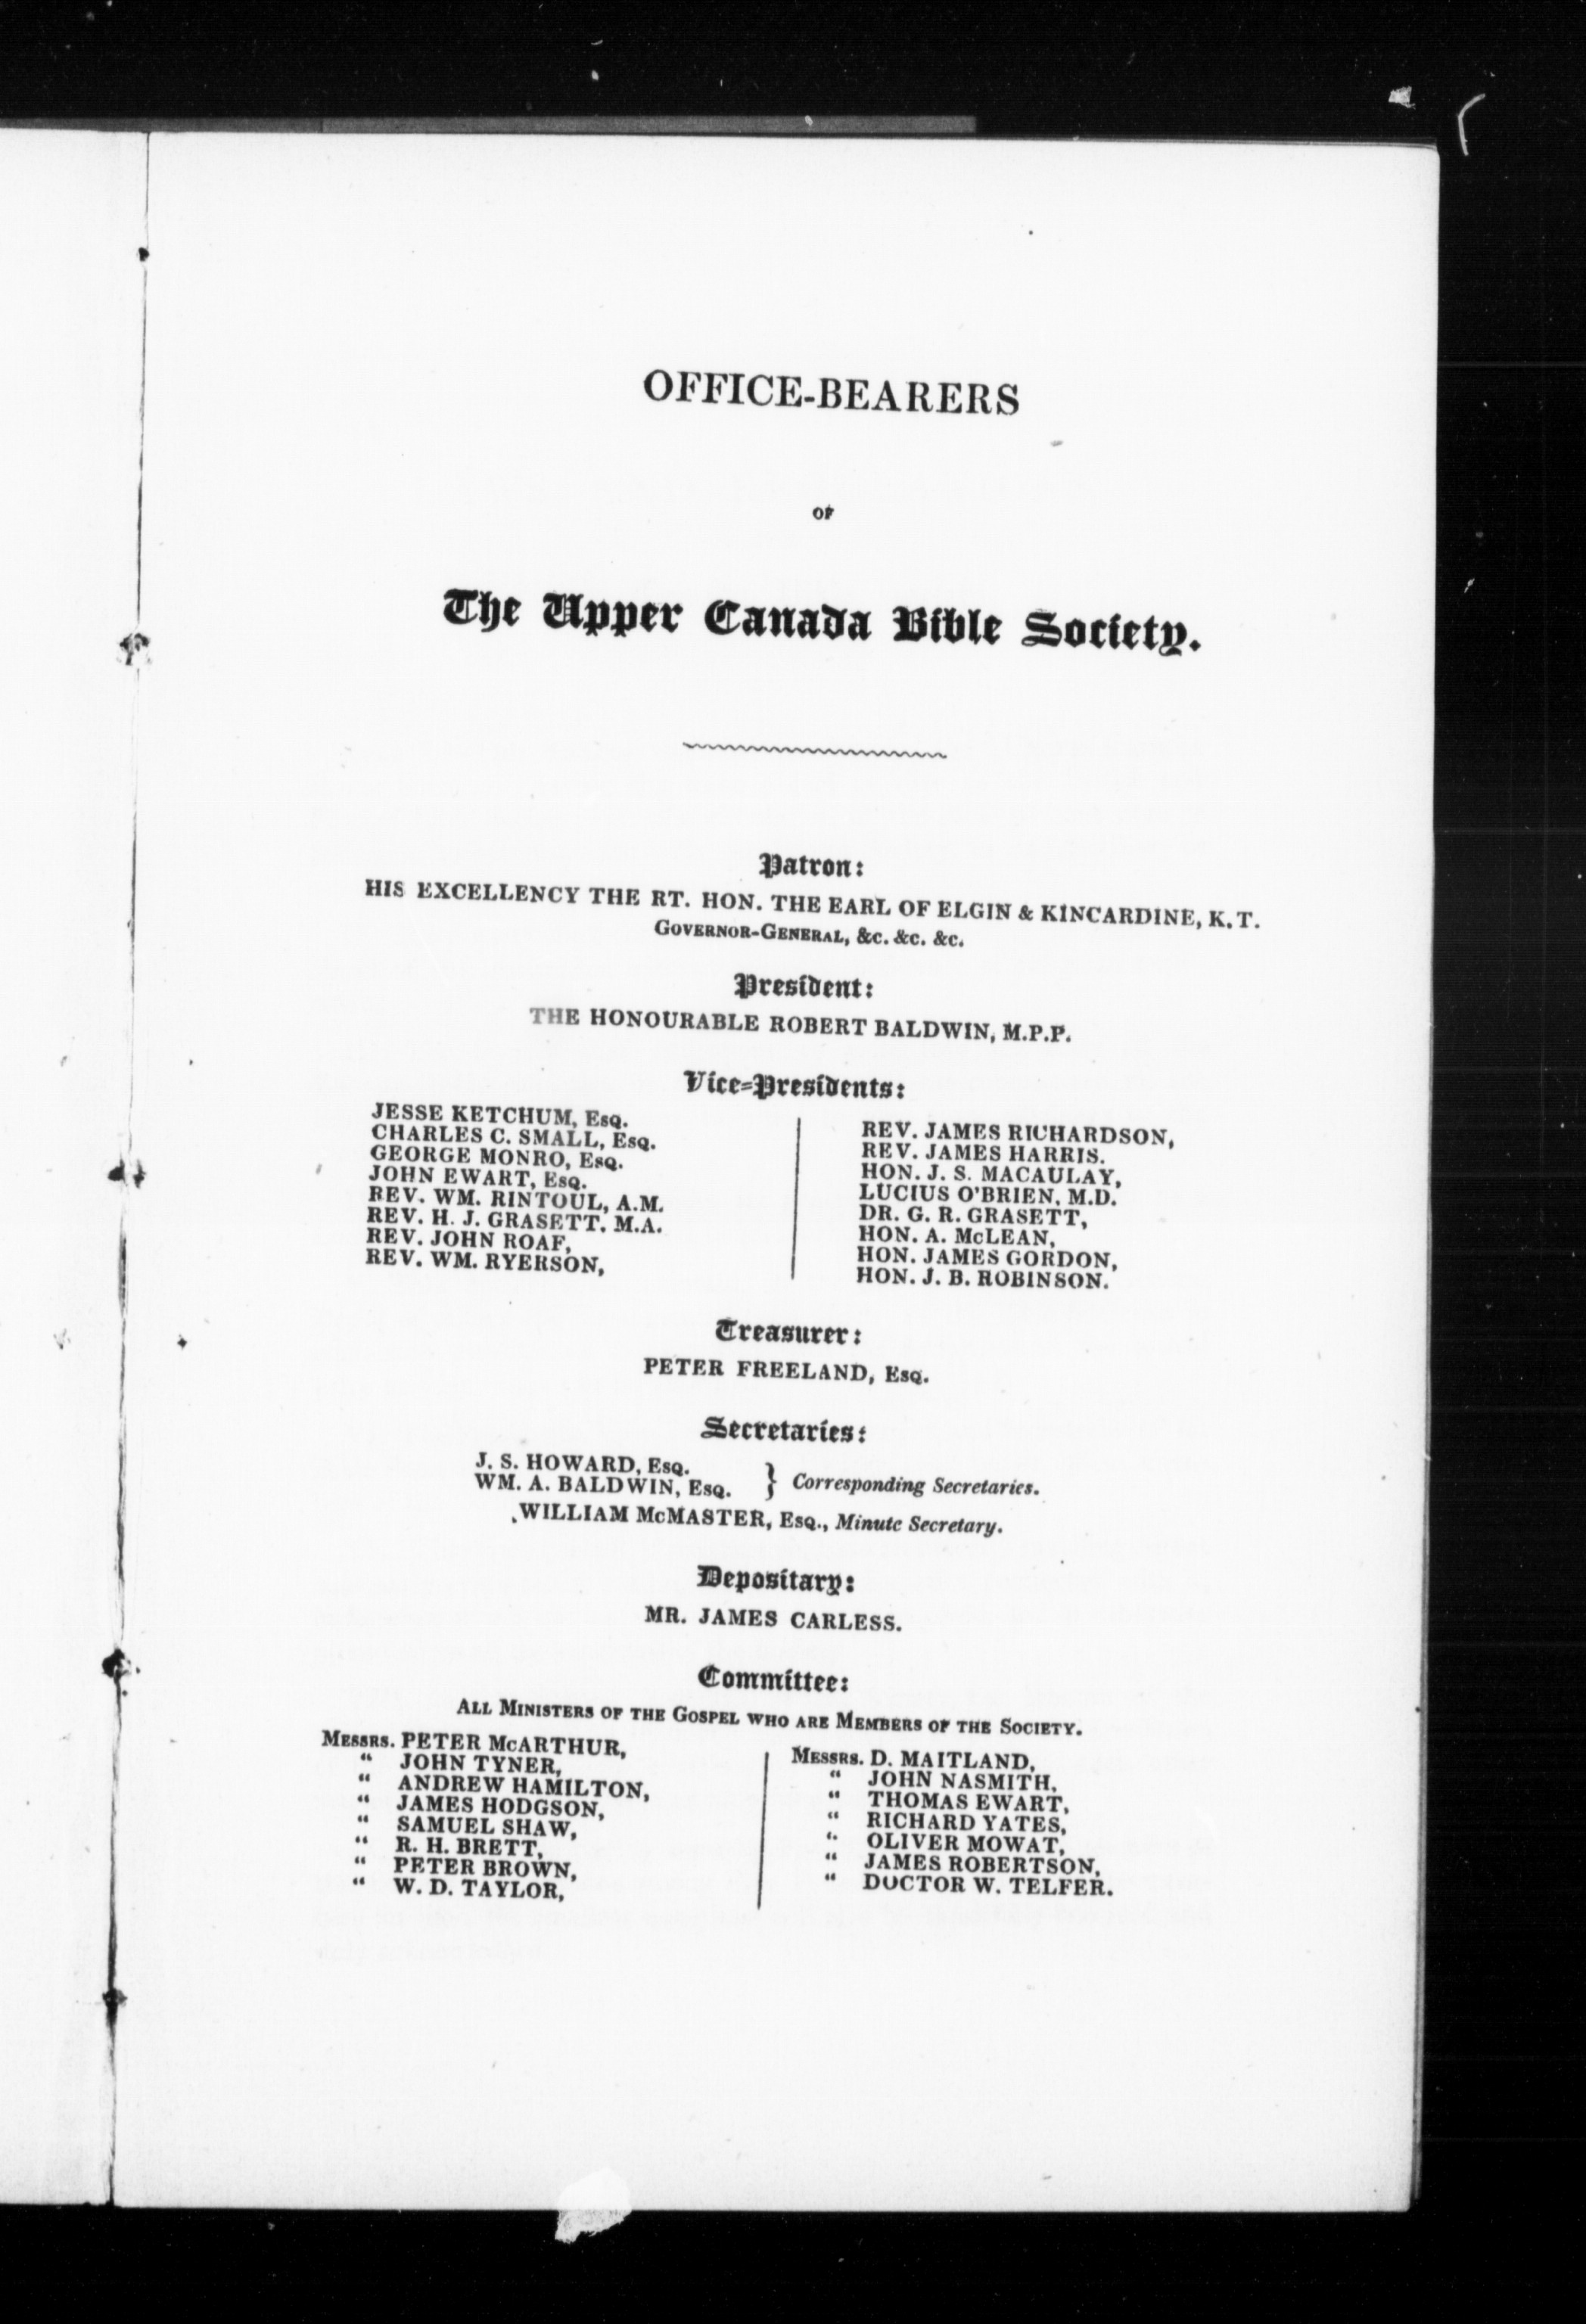 OFFICE-BEARERS
OF
The Upper Canada Bible Society.
Patron:
HIS EXCELLENCY THE RT. HON. THE EARL OF ELGIN & KINCARDINE, K.T.
GOVERNOR-GENERAL, &c. &c. &c.
President:
THE HONOURABLE ROBERT BALDWIN, M.P.P.
Vice-Presidents:
JESSE KETCHUM, ESQ.
CHARLES C. SMALL, ESQ.
GEORGE MONRO, ESQ.
JOHN EWART, ESQ.
REV. WM. RINTOUL, A.M.
REV. H. J. GRASETT. M.A.
REV. JOHN ROAF,
REV. WM. RYERSON,
REV. JAMES RICHARDSON,
REV. JAMES HARRIS.
HON. J. S. MACAULAY,
LUCIUS O'BRIEN, M.D.
DR. G. R. GRASETT,
HON. A. McLEAN,
HON. JAMES GORDON,
HON. J. B. ROBINSON.
Treasurer:
PETER FREELAND, ESQ.
Secretaries:
J. S. HOWARD, ESQ.
WM. A. BALDWIN, ESQ. } Corresponding Secretaries.
WILLIAM McMASTER, ESQ., Minute Secretary.
Depositary:
MR. JAMES CARLESS.
Committee:
ALL MINISTERS OF THE GOSPEL WHO ARE MEMBERS OF THE SOCIETY.
MESSRS. PETER McARTHUR,
“ JOHN TYNER,
“ ANDREW HAMILTON,
“ JAMES HODGSON,
“ SAMUEL SHAW,
“ R. H. BRETT,
“ PETER BROWN,
“ W. D. TAYLOR,
MESSRS. D. MAITLAND,
“ JOHN NASMITH,
“ THOMAS EWART,
“ RICHARD YATES,
“ OLIVER MOWAT,
“ JAMES ROBERTSON,
“ DOCTOR W. TELFER.